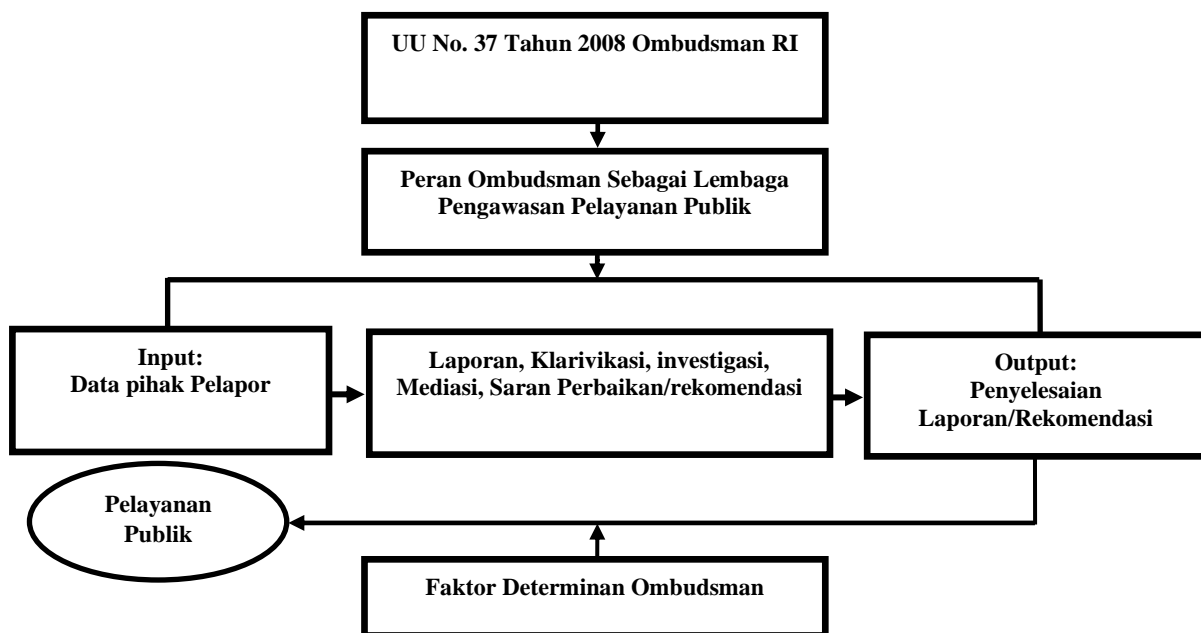 UU No. 37 Tahun 2008 Ombudsman RI
Peran Ombudsman Sebagai Lembaga
Pengawasan Pelayanan Publik
Input:
Data pihak Pelapor
Laporan, Klarivikasi, investigasi,
Mediasi, Saran Perbaikan/rekomendasi
Output:
Penyelesaian
Laporan/Rekomendasi
Pelayanan
Publik
Faktor Determinan Ombudsman